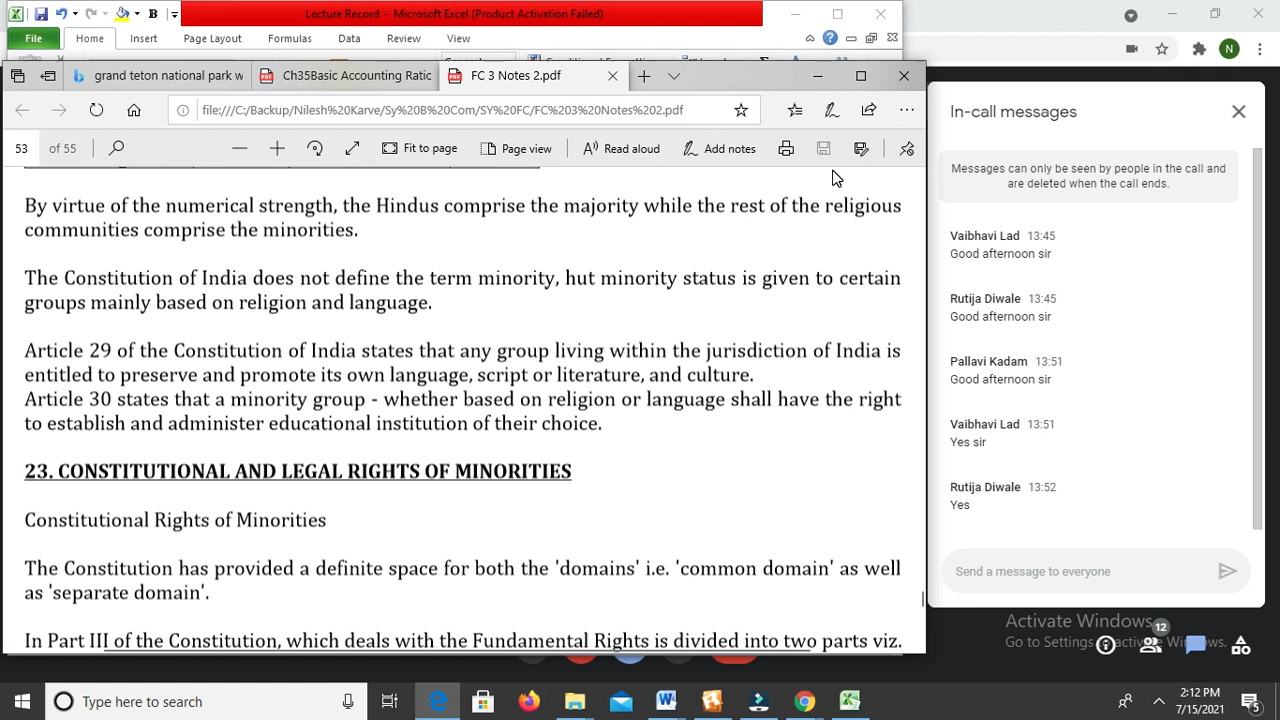 Lecture Record - Microsoft Excel (Product Activation Failed)
File Home Insert Page Layout Formulas Data Review View
grand teton national park w
Ch35Basic Accounting Ratic
FC 3 Notes 2.pdf
file:///C:/Backup/Nilesh%20Karve/Sy%20B%20Com/SY%20FC/FC%203%20Notes%202.pdf
53 of 55 Fit to page Page view Read aloud Add notes
By virtue of the numerical strength, the Hindus comprise the majority while the rest of the religious
communities comprise the minorities.
The Constitution of India does not define the term minority, hut minority status is given to certain
groups mainly based on religion and language.
Article 29 of the Constitution of India states that any group living within the jurisdiction of India is
entitled to preserve and promote its own language, script or literature, and culture.
Article 30 states that a minority group - whether based on religion or language shall have the right
to establish and administer educational institution of their choice.
23. CONSTITUTIONAL AND LEGAL RIGHTS OF MINORITIES
Constitutional Rights of Minorities
The Constitution has provided a definite space for both the 'domains' i.e. 'common domain' as well
as 'separate domain'.
In Part III of the Constitution, which deals with the Fundamental Rights is divided into two parts viz.
N
In-call messages
Messages can only be seen by people in the call and
are deleted when the call ends.
Vaibhavi Lad 13:45
Good afternoon sir
Rutija Diwale 13:45
Good afternoon sir
Pallavi Kadam 13:51
Good afternoon sir
Vaibhavi Lad 13:51
Yes sir
Rutija Diwale 13:52
Yes
Send a message to everyone
Activate Windows
Go to Settings to activate Windows.
12
Type here to search
2:12 PM
7/15/2021
5